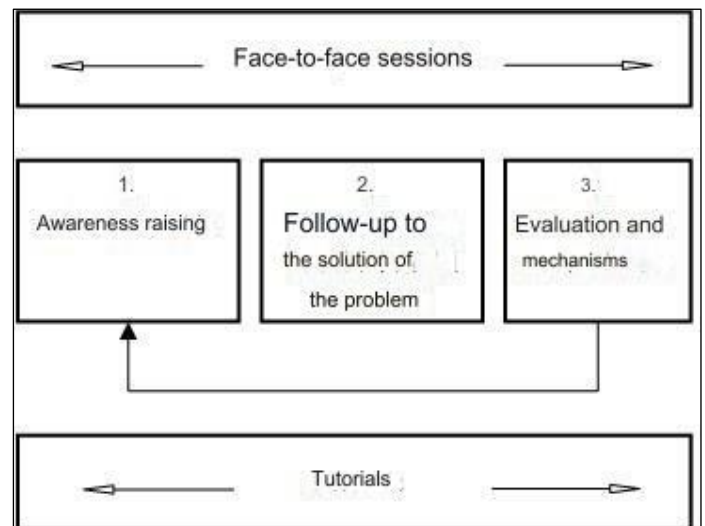 Face-to-face sessions
1.
Awareness raising
2.
Follow-up to
the solution of
the problem
3.
Evaluation and
mechanisms
Tutorials